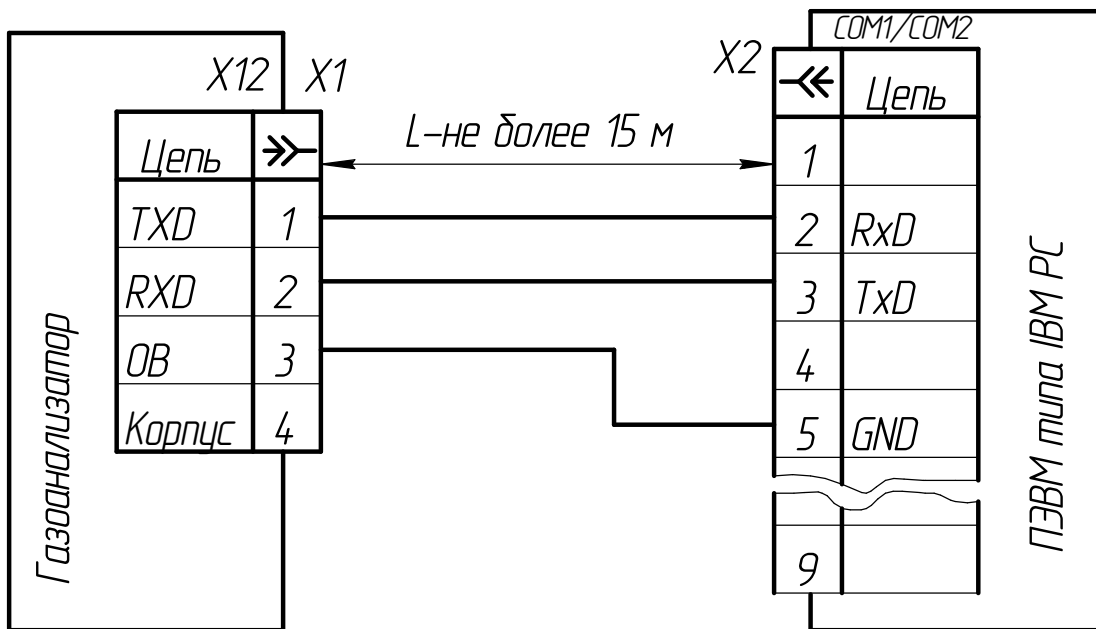 COM1/COM2
X12 X1
X2
Цепь
L-не более 15 м
Цепь
TXD 1
RXD 2
0В 3
Корпус 4
1
2 RxD
3 TxD
4
5 GND
9
Газоанализатор
ПЭВМ типа IBM PC